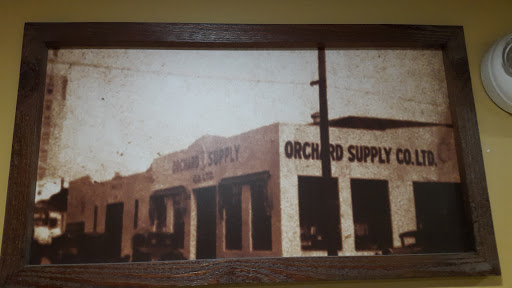 ORCHARD SUPPLY
CO. LTD.
ORCHARD SUPPLY CO. LTD.